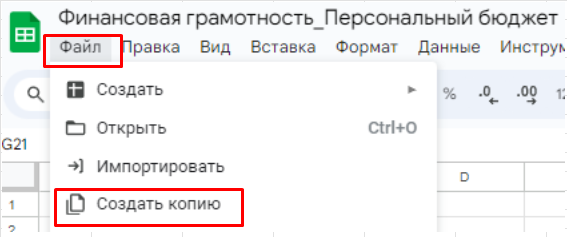 Финансовая грамотность_Персональный бюджет
Файл Правка Вид Вставка Формат Данные Инструм
Создать
% .0 .00 12
Открыть Ctrl+O
G21
Импортировать
D
1
Создать копию
2